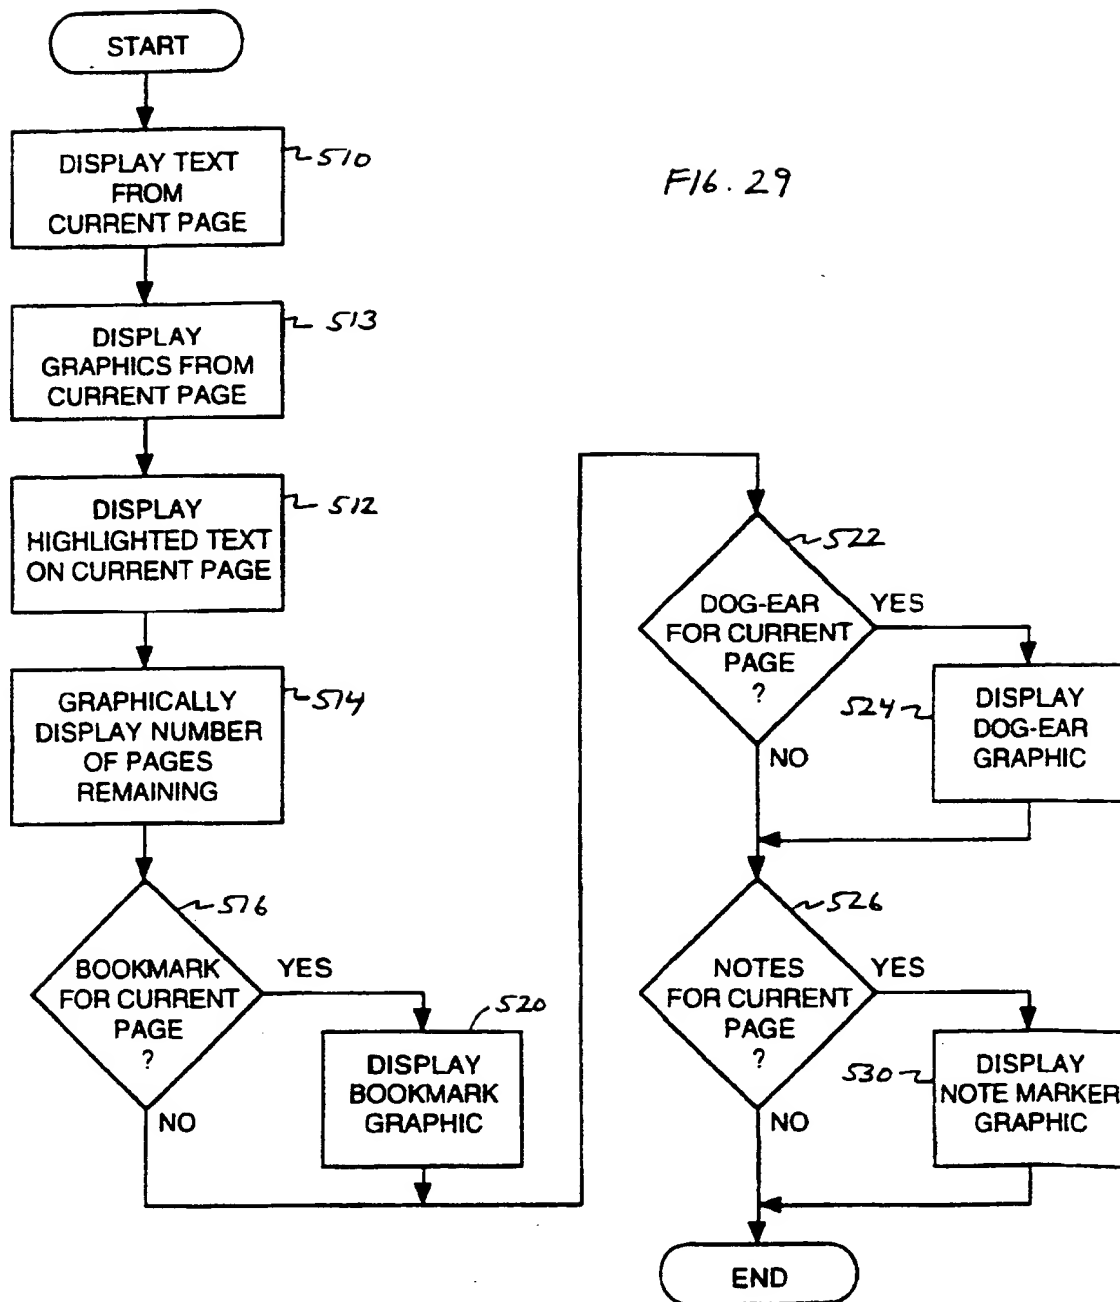 START
DISPLAY TEXT
FROM
CURRENT PAGE
510
FIG. 29
DISPLAY
GRAPHICS FROM
CURRENT PAGE
513
DISPLAY
HIGHLIGHTED TEXT
ON CURRENT PAGE
512
GRAPHICALLY
DISPLAY NUMBER
OF PAGES
REMAINING
514
BOOKMARK
FOR CURRENT
PAGE
?
516
YES
NO
DISPLAY
BOOKMARK
GRAPHIC
520
DOG-EAR
FOR CURRENT
PAGE
?
522
YES
NO
DISPLAY
DOG-EAR
GRAPHIC
524
NOTES
FOR CURRENT
PAGE
?
526
YES
NO
DISPLAY
NOTE MARKER
GRAPHIC
530
END